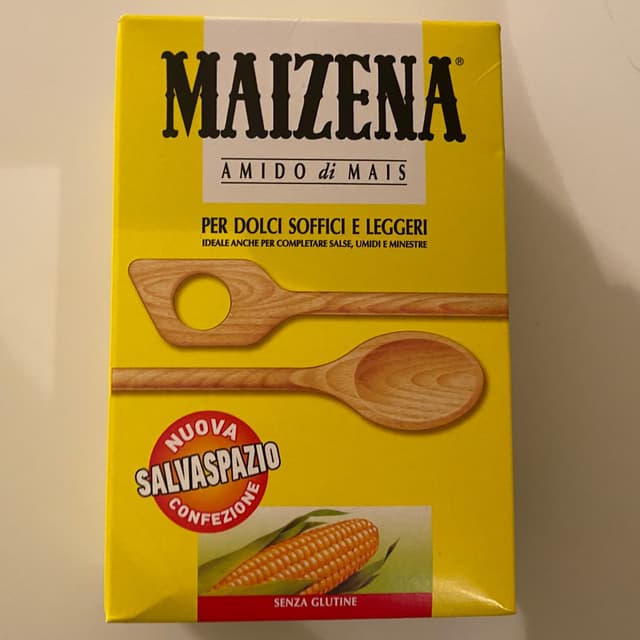 MAIZENA®
AMIDO di MAIS
PER DOLCI SOFFICI E LEGGERI
IDEALE ANCHE PER COMPLETARE SALSE, UMIDI E MINESTRE
NUOVA
SALVASPAZIO
CONFEZIONE
SENZA GLUTINE